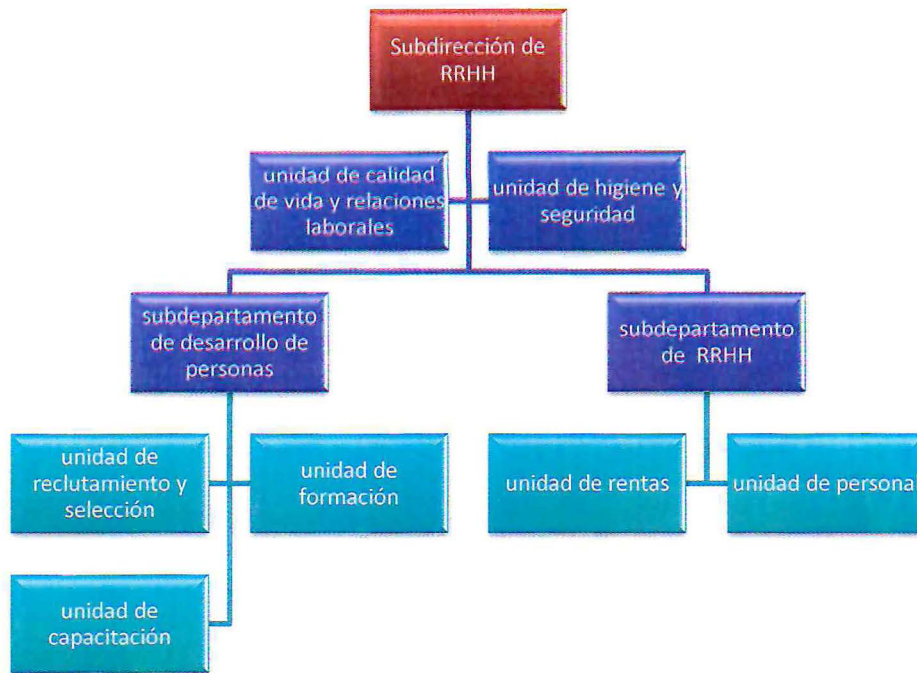 Subdirección de
RRHH
unidad de calidad
de vida y relaciones
laborales
unidad de higiene y
seguridad
subdepartamento
de desarrollo de
personas
subdepartamento
de RRHH
unidad de
reclutamiento y
selección
unidad de
formación
unidad de rentas
unidad de personal
unidad de
capacitación